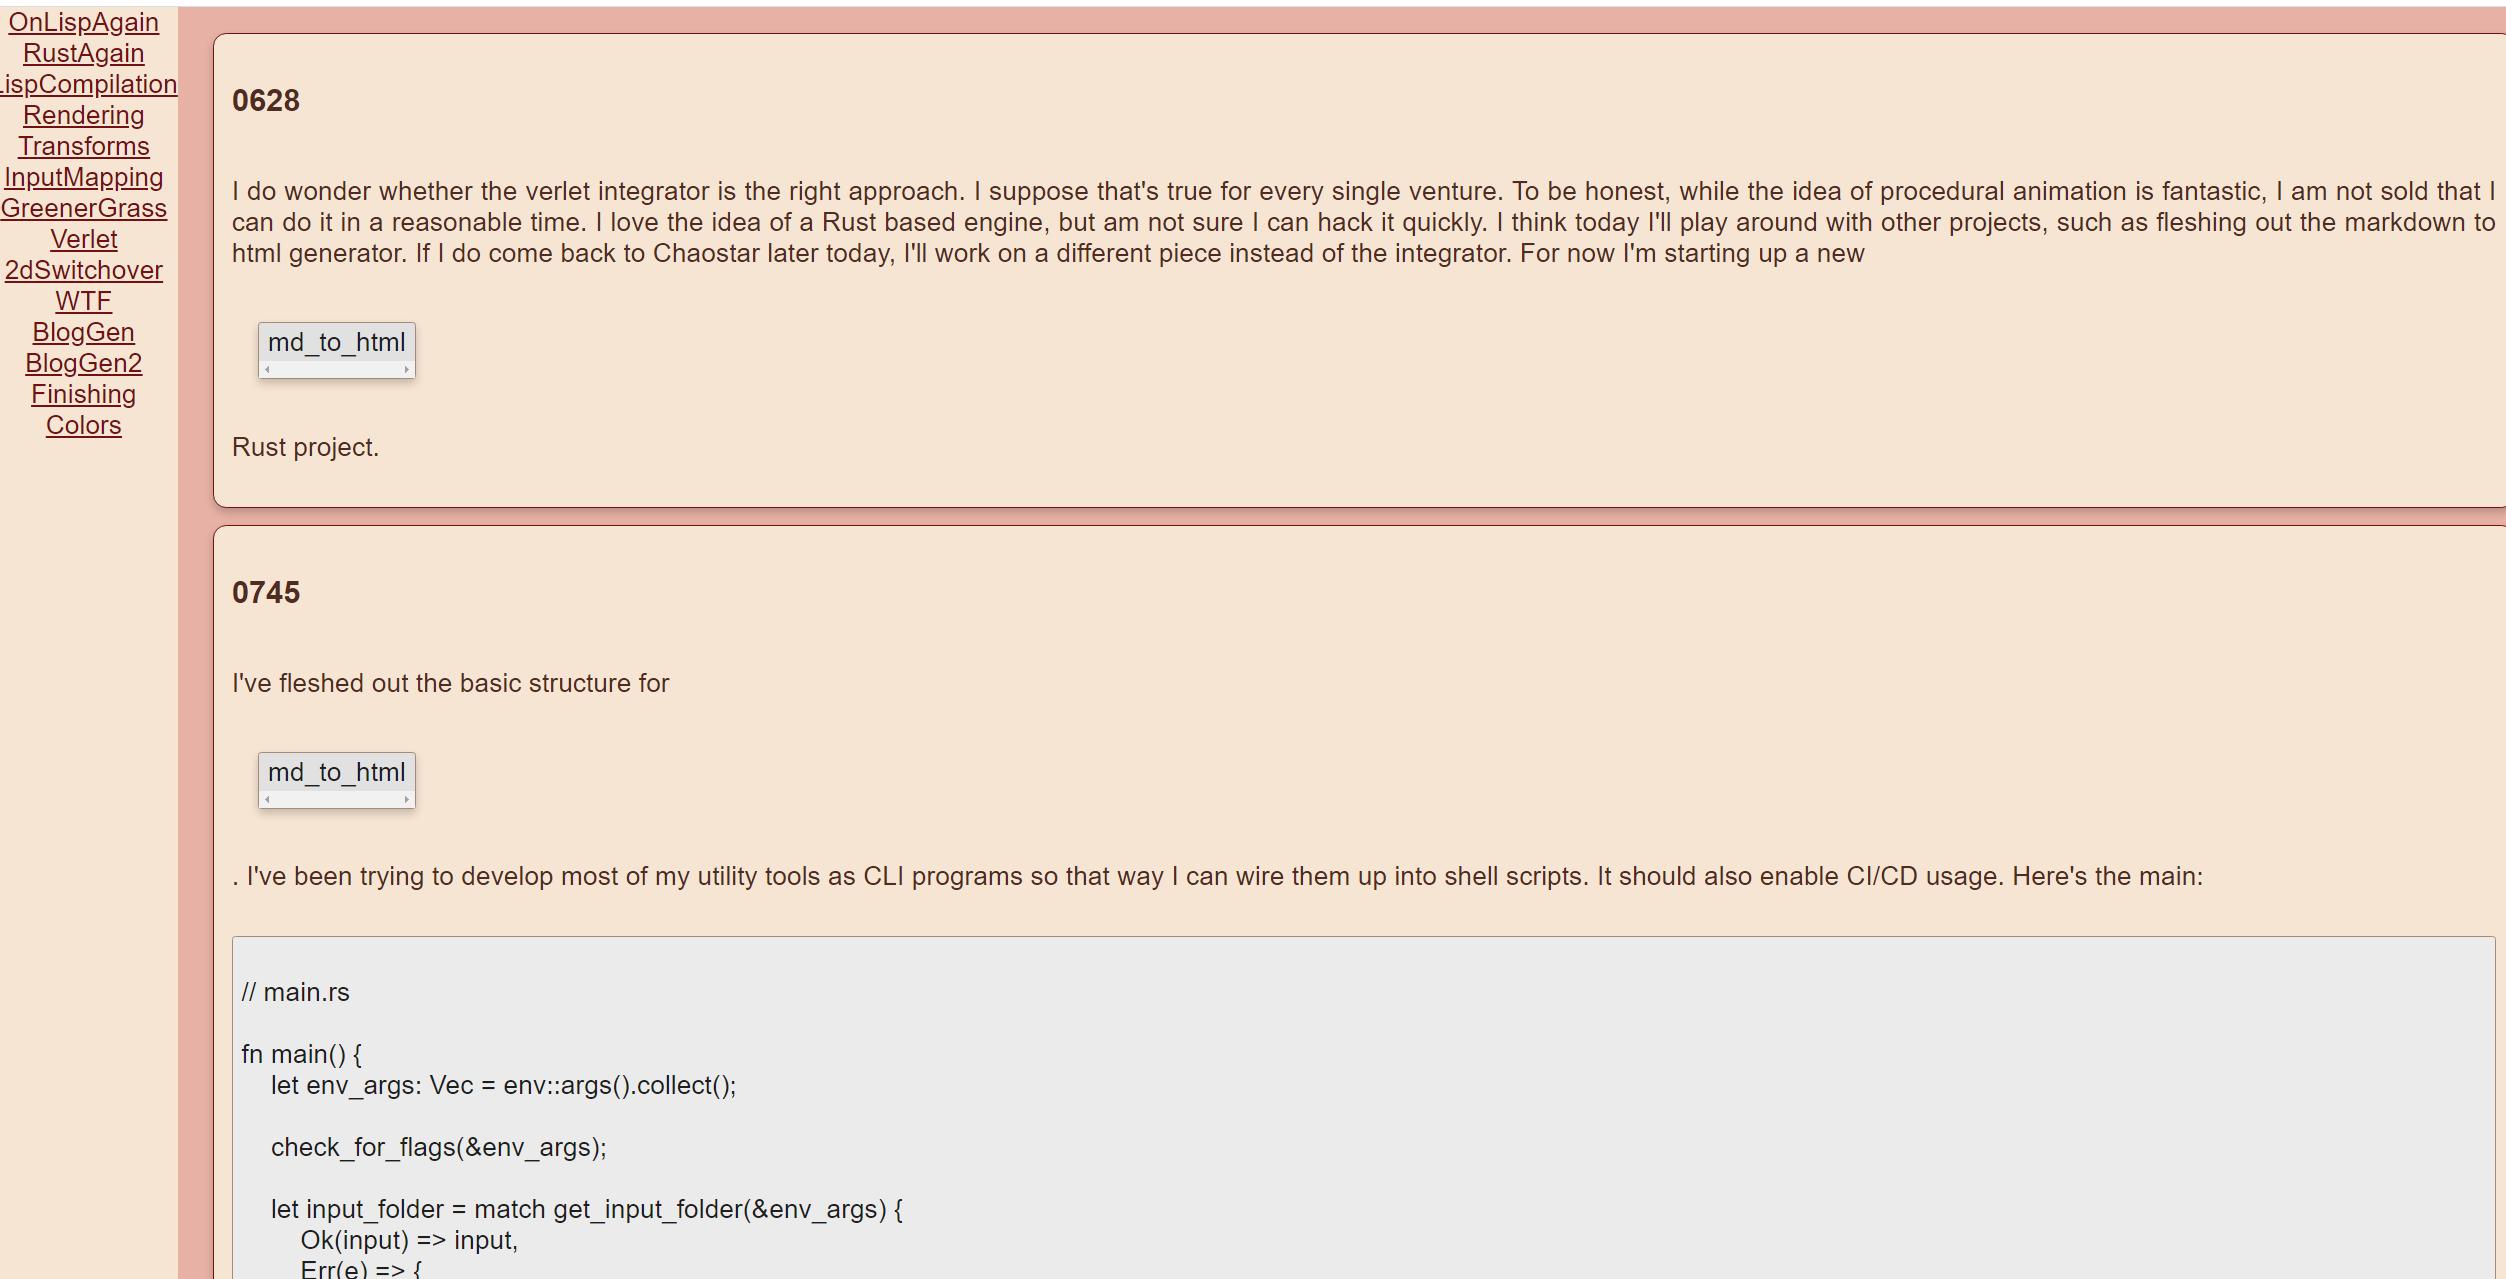 OnLispAgain
RustAgain
LispCompilation
Rendering
Transforms
InputMapping
GreenerGrass
Verlet
2dSwitchover
WTF
BlogGen
BlogGen2
Finishing
Colors
0628
I do wonder whether the verlet integrator is the right approach. I suppose that's true for every single venture. To be honest, while the idea of procedural animation is fantastic, I am not sold that I
can do it in a reasonable time. I love the idea of a Rust based engine, but am not sure I can hack it quickly. I think today I'll play around with other projects, such as fleshing out the markdown to
html generator. If I do come back to Chaostar later today, I'll work on a different piece instead of the integrator. For now I'm starting up a new
md_to_html
Rust project.
0745
I've fleshed out the basic structure for
md_to_html
. I've been trying to develop most of my utility tools as CLI programs so that way I can wire them up into shell scripts. It should also enable CI/CD usage. Here's the main:
// main.rs
fn main() {
    let env_args: Vec = env::args().collect();
    check_for_flags(&env_args);
    let input_folder = match get_input_folder(&env_args) {
        Ok(input) => input,
        Err(e) => {